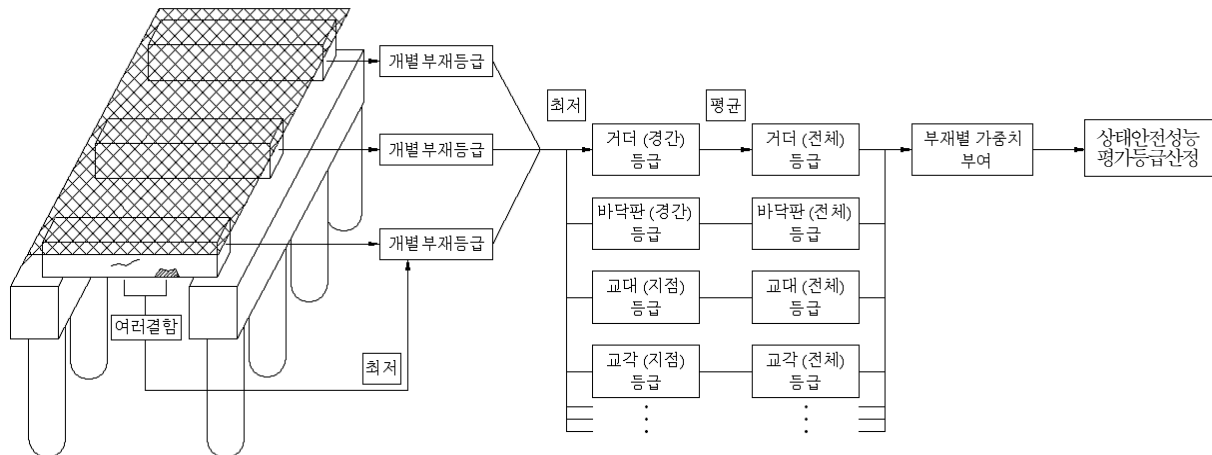 개별부재등급
개별부재등급
개별부재등급
여러결함
최저
최저
평균
거더 (경간)
등급
거더 (전체)
등급
바닥판 (경간)
등급
바닥판 (전체)
등급
교대 (지점)
등급
교대 (전체)
등급
교각 (지점)
등급
교각 (전체)
등급
부재별 가중치
부여
상태안전성능
평가등급산정